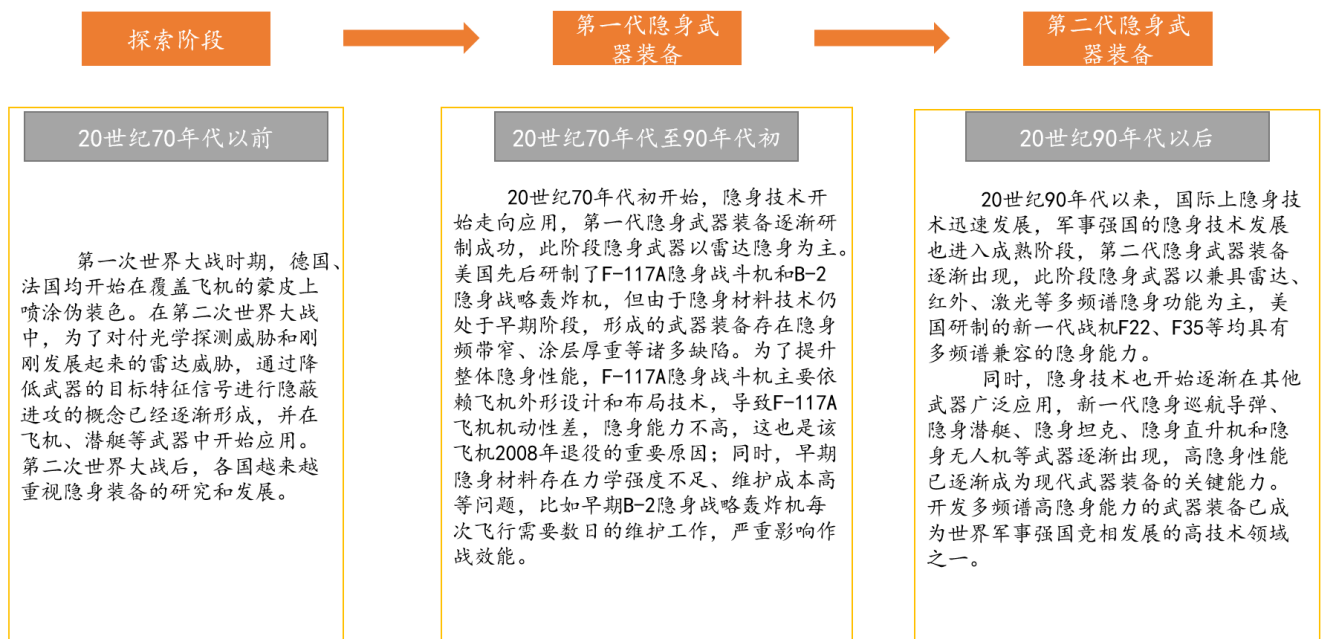 探索阶段
第一代隐身武
器装备
第二代隐身武
器装备
20世纪70年代以前
第一次世界大战时期，德国、
法国均开始在覆盖飞机的蒙皮上
喷涂伪装色。在第二次世界大战
中，为了对付光学探测威胁和刚
刚发展起来的雷达威胁，通过降
低武器的目标特征信号进行隐蔽
进攻的概念已经逐渐形成，并在
飞机、潜艇等武器中开始应用。
第二次世界大战后，各国越来越
重视隐身装备的研究和发展。
20世纪70年代至90年代初
20世纪70年代初开始，隐身技术开
始走向应用，第一代隐身武器装备逐渐研
制成功，此阶段隐身武器以雷达隐身为主。
美国先后研制了F-117A隐身战斗机和B-2
隐身战略轰炸机，但由于隐身材料技术仍
处于早期阶段，形成的武器装备存在隐身
频带窄、涂层厚重等诸多缺陷。为了提升
整体隐身性能，F-117A隐身战斗机主要依
赖飞机外形设计和布局技术，导致F-117A
飞机机动性差，隐身能力不高，这也是该
飞机2008年退役的重要原因；同时，早期
隐身材料存在力学强度不足、维护成本高
等问题，比如早期B-2隐身战略轰炸机每
次飞行需要数日的维护工作，严重影响作
战效能。
20世纪90年代以后
20世纪90年代以来，国际上隐身技
术迅速发展，军事强国的隐身技术发展
也进入成熟阶段，第二代隐身武器装备
逐渐出现，此阶段隐身武器以兼具雷达、
红外、激光等多频谱隐身功能为主，美
国研制的新一代战机F22、F35等均具有
多频谱兼容的隐身能力。
同时，隐身技术也开始逐渐在其他
武器广泛应用，新一代隐身巡航导弹、
隐身潜艇、隐身坦克、隐身直升机和隐
身无人机等武器逐渐出现，高隐身性能
已逐渐成为现代武器装备的关键能力。
开发多频谱高隐身能力的武器装备已成
为世界军事强国竞相发展的高技术领域
之一。